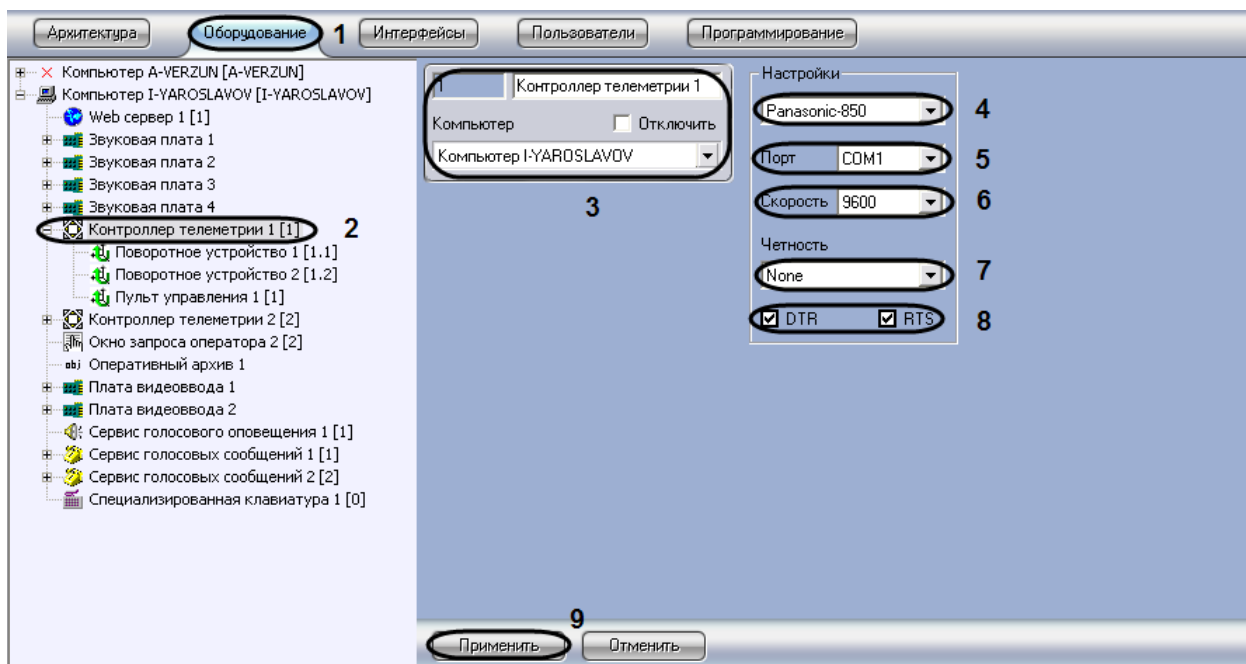 Архитектура Оборудование 1 Интерфейсы Пользователи Программирование
Компьютер A-VERZUN [A-VERZUN]
Компьютер I-YAROSLAVOV [I-YAROSLAVOV]
Web сервер 1 [1]
Звуковая плата 1
Звуковая плата 2
Звуковая плата 3
Звуковая плата 4
Контроллер телеметрии 1 [1] 2
Поворотное устройство 1 [1.1]
Поворотное устройство 2 [1.2]
Пульт управления 1 [1]
Контроллер телеметрии 2 [2]
Окно запроса оператора 2 [2]
obj Оперативный архив 1
Плата видеоввода 1
Плата видеоввода 2
Сервис голосового оповещения 1 [1]
Сервис голосовых сообщений 1 [1]
Сервис голосовых сообщений 2 [2]
Специализированная клавиатура 1 [0]
1 Контроллер телеметрии 1
Компьютер Отключить
Компьютер I-YAROSLAVOV
3
Настройки
Panasonic-850 4
Порт COM1 5
Скорость 9600 6
Четность
None 7
DTR RTS 8
9
Применить Отменить